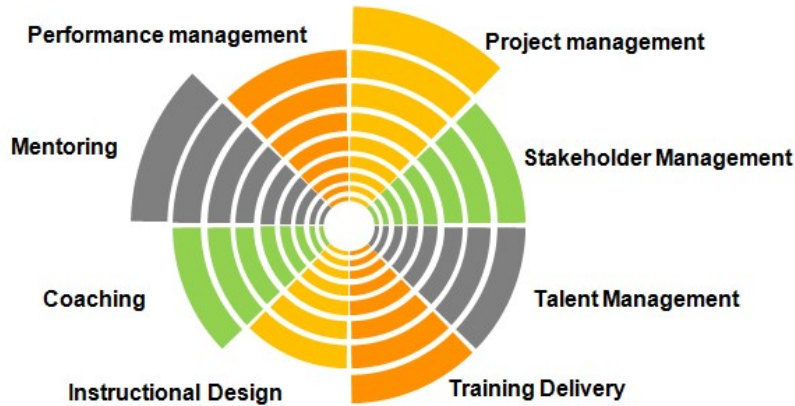 Performance management
Project management
Mentoring
Stakeholder Management
Coaching
Talent Management
Instructional Design
Training Delivery